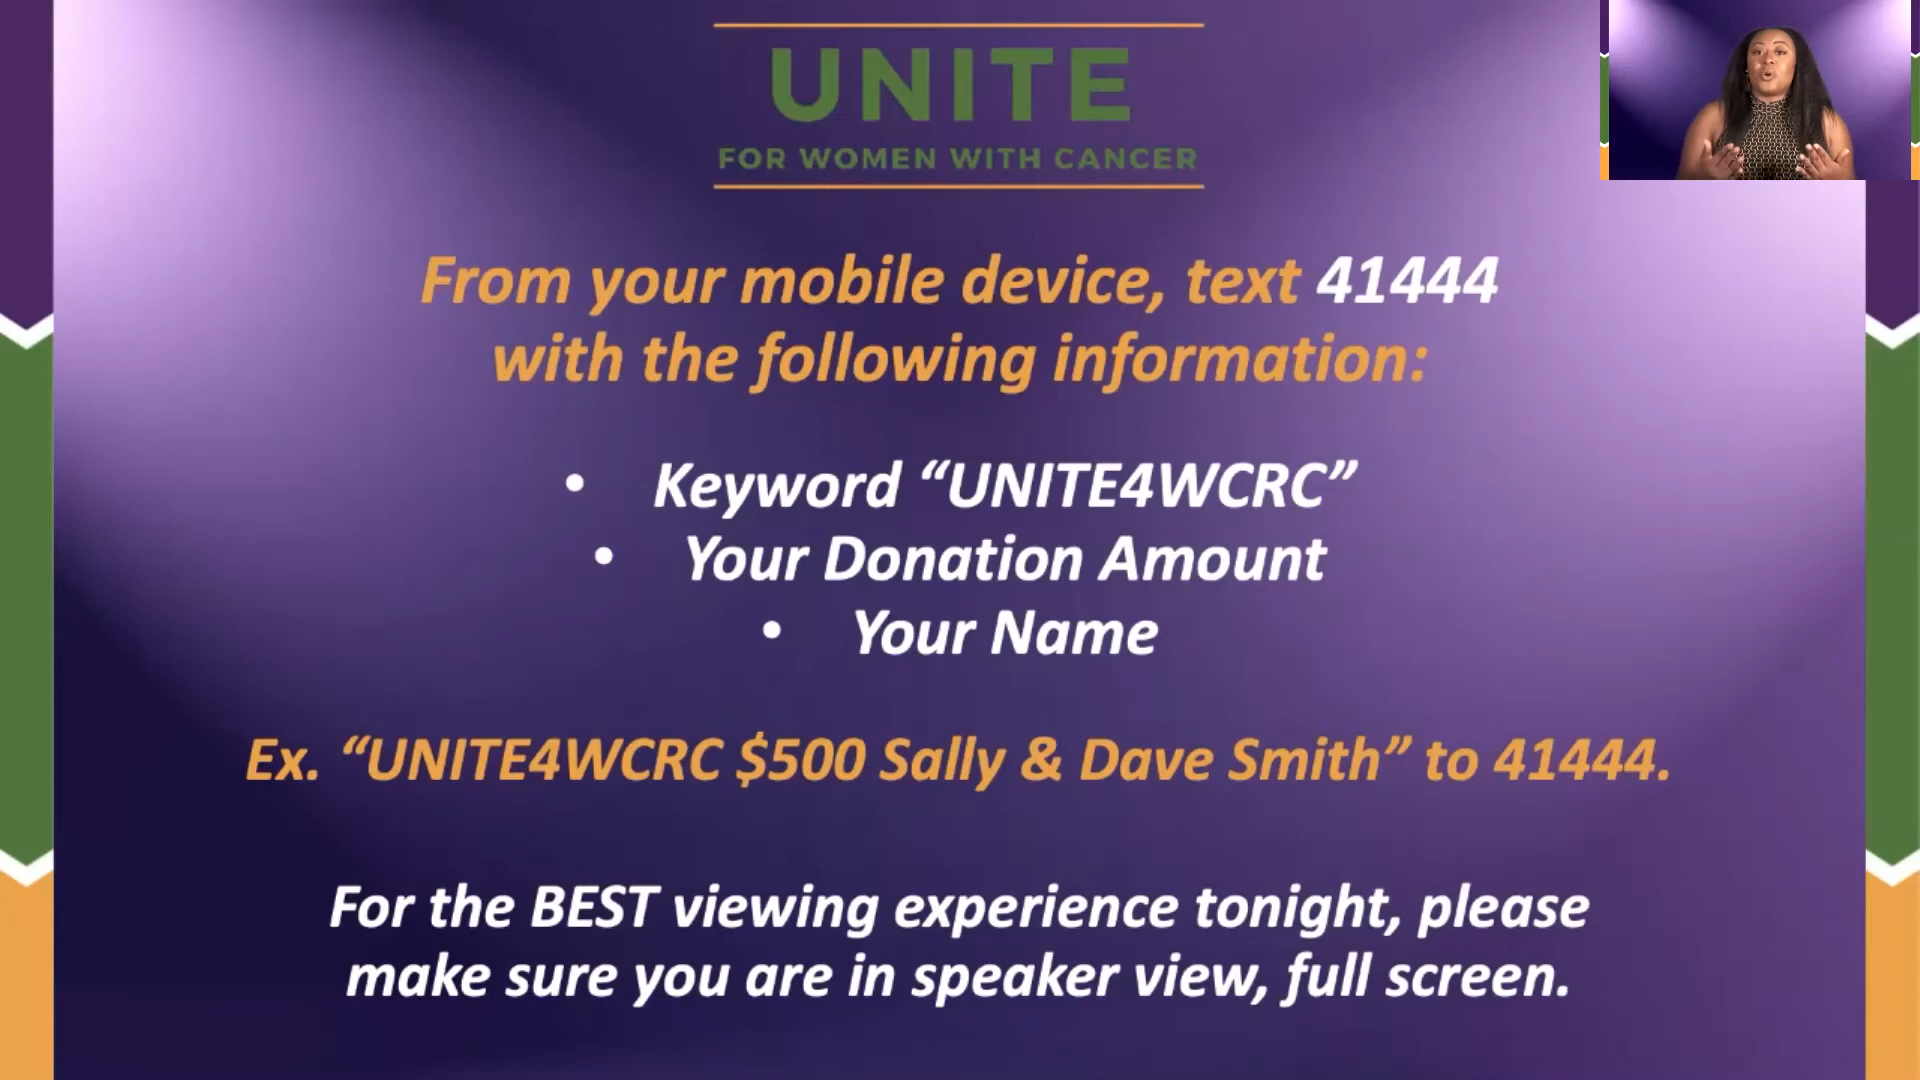 UNITE
FOR WOMEN WITH CANCER
From your mobile device, text 41444
with the following information:
• Keyword “UNITE4WCRC”
• Your Donation Amount
• Your Name
Ex. “UNITE4WCRC $500 Sally & Dave Smith” to 41444.
For the BEST viewing experience tonight, please
make sure you are in speaker view, full screen.